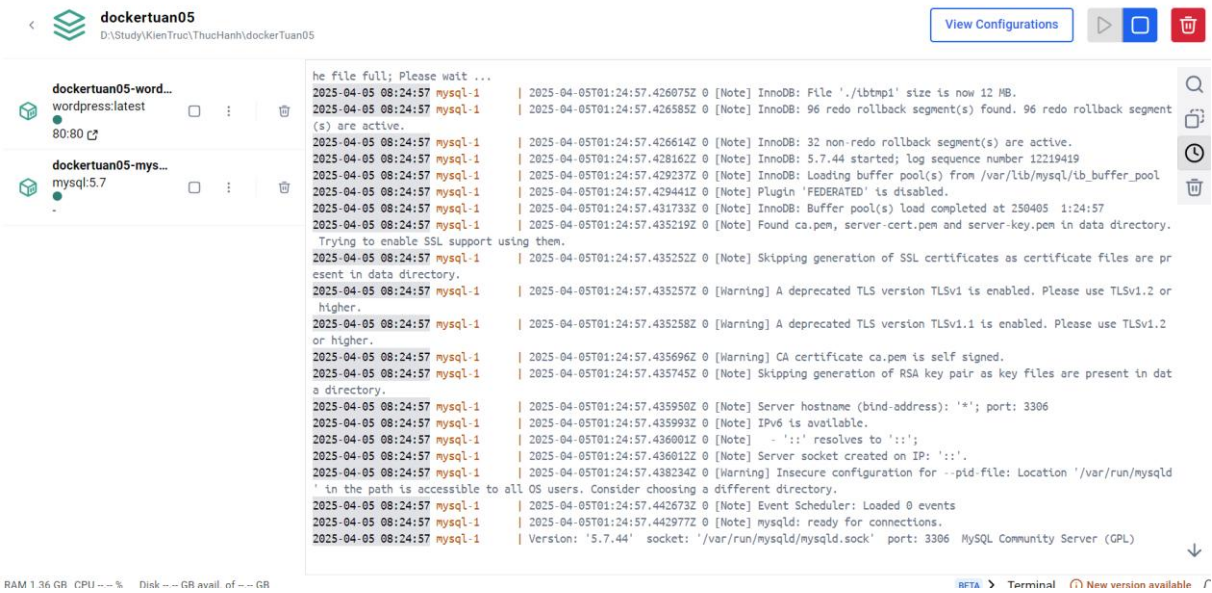 dockertuan05
D:\Study\KienTruc\ThucHanh\dockerTuan05
View Configurations
dockertuan05-word...
wordpress:latest
80:80
dockertuan05-mys...
mysql:5.7
-
he file full; Please wait ...
2025-04-05 08:24:57 mysql-1 | 2025-04-05T01:24:57.426075Z 0 [Note] InnoDB: File './ibtmp1' size is now 12 MB.
2025-04-05 08:24:57 mysql-1 | 2025-04-05T01:24:57.426585Z 0 [Note] InnoDB: 96 redo rollback segment(s) found. 96 redo rollback segment
(s) are active.
2025-04-05 08:24:57 mysql-1 | 2025-04-05T01:24:57.426614Z 0 [Note] InnoDB: 32 non-redo rollback segment(s) are active.
2025-04-05 08:24:57 mysql-1 | 2025-04-05T01:24:57.428162Z 0 [Note] InnoDB: 5.7.44 started; log sequence number 12219419
2025-04-05 08:24:57 mysql-1 | 2025-04-05T01:24:57.429237Z 0 [Note] InnoDB: Loading buffer pool(s) from /var/lib/mysql/ib_buffer_pool
2025-04-05 08:24:57 mysql-1 | 2025-04-05T01:24:57.429441Z 0 [Note] Plugin 'FEDERATED' is disabled.
2025-04-05 08:24:57 mysql-1 | 2025-04-05T01:24:57.431733Z 0 [Note] InnoDB: Buffer pool(s) load completed at 250405  1:24:57
2025-04-05 08:24:57 mysql-1 | 2025-04-05T01:24:57.435219Z 0 [Note] Found ca.pem, server-cert.pem and server-key.pem in data directory.
Trying to enable SSL support using them.
2025-04-05 08:24:57 mysql-1 | 2025-04-05T01:24:57.435252Z 0 [Note] Skipping generation of SSL certificates as certificate files are pr
esent in data directory.
2025-04-05 08:24:57 mysql-1 | 2025-04-05T01:24:57.435257Z 0 [Warning] A deprecated TLS version TLSv1 is enabled. Please use TLSv1.2 or
higher.
2025-04-05 08:24:57 mysql-1 | 2025-04-05T01:24:57.435258Z 0 [Warning] A deprecated TLS version TLSv1.1 is enabled. Please use TLSv1.2
or higher.
2025-04-05 08:24:57 mysql-1 | 2025-04-05T01:24:57.435696Z 0 [Warning] CA certificate ca.pem is self signed.
2025-04-05 08:24:57 mysql-1 | 2025-04-05T01:24:57.435745Z 0 [Note] Skipping generation of RSA key pair as key files are present in dat
a directory.
2025-04-05 08:24:57 mysql-1 | 2025-04-05T01:24:57.435950Z 0 [Note] Server hostname (bind-address): '*'; port: 3306
2025-04-05 08:24:57 mysql-1 | 2025-04-05T01:24:57.435993Z 0 [Note] IPv6 is available.
2025-04-05 08:24:57 mysql-1 | 2025-04-05T01:24:57.436001Z 0 [Note]   - '::' resolves to '::';
2025-04-05 08:24:57 mysql-1 | 2025-04-05T01:24:57.436012Z 0 [Note] Server socket created on IP: '::'.
2025-04-05 08:24:57 mysql-1 | 2025-04-05T01:24:57.438234Z 0 [Warning] Insecure configuration for --pid-file: Location '/var/run/mysqld
' in the path is accessible to all OS users. Consider choosing a different directory.
2025-04-05 08:24:57 mysql-1 | 2025-04-05T01:24:57.442673Z 0 [Note] Event Scheduler: Loaded 0 events
2025-04-05 08:24:57 mysql-1 | 2025-04-05T01:24:57.442977Z 0 [Note] mysqld: ready for connections.
2025-04-05 08:24:57 mysql-1 | Version: '5.7.44'  socket: '/var/run/mysqld/mysqld.sock'  port: 3306  MySQL Community Server (GPL)
RAM 1.36 GB CPU --.-- % Disk --.-- GB avail. of --.-- GB BETA > Terminal New version available